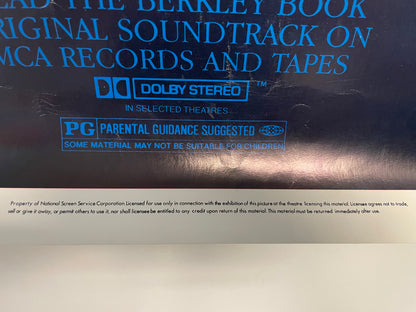 EAD THE BERKLEY BOOK
RIGINAL SOUNDTRACK ON
MCA RECORDS AND TAPES
DOLBY STEREO ™
IN SELECTED THEATRES
PG PARENTAL GUIDANCE SUGGESTED
SOME MATERIAL MAY NOT BE SUITABLE FOR CHILDREN
Property of National Screen Service Corporation Licensed for use only in connection with the exhibition of this picture at the theatre licensing this material. Licensee agrees not to trade,
sell or give it away, or permit others to use it, nor shall licensee be entitled to any credit upon return of this material. This material must be returned immediately after use.